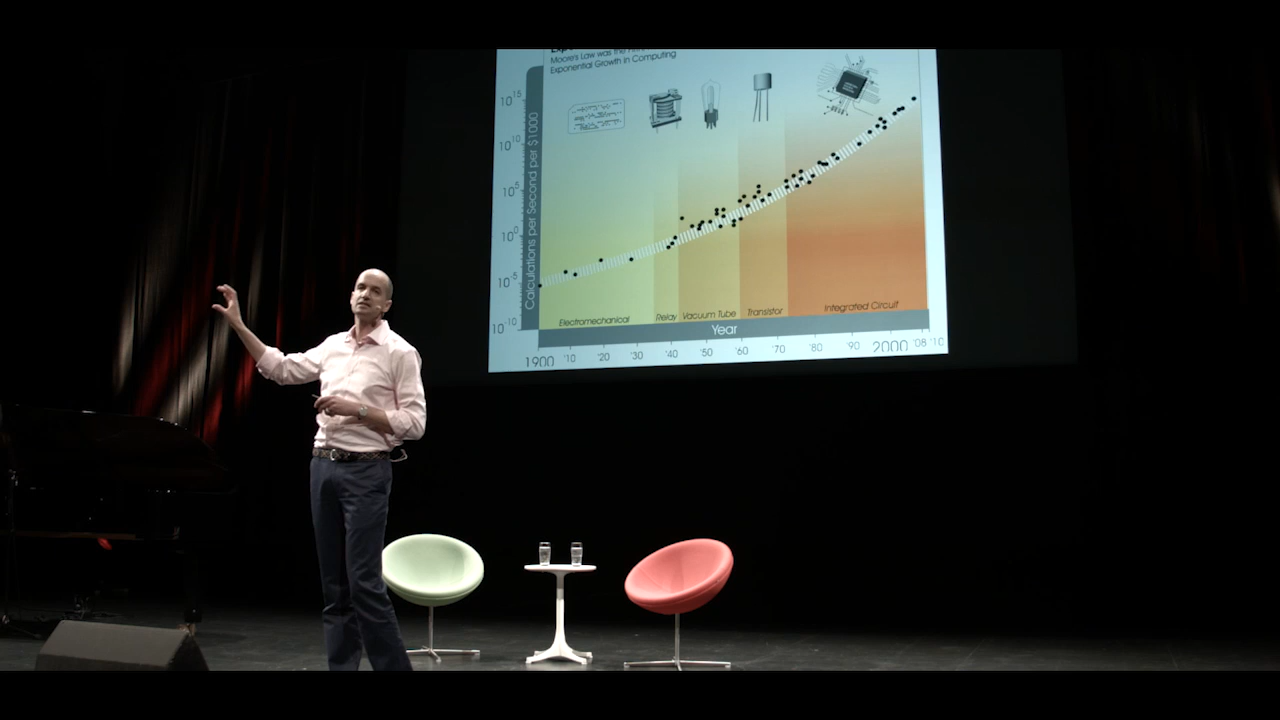 Moore's Law was the
Exponential Growth in Computing
Calculations per Second per $1000
10^15
10^10
10^5
10^0
10^-5
10^-10
Electromechanical Relay Vacuum Tube Transistor Integrated Circuit
Year
1900 '10 '20 '30 '40 '50 '60 '70 '80 '90 2000 '08 '10